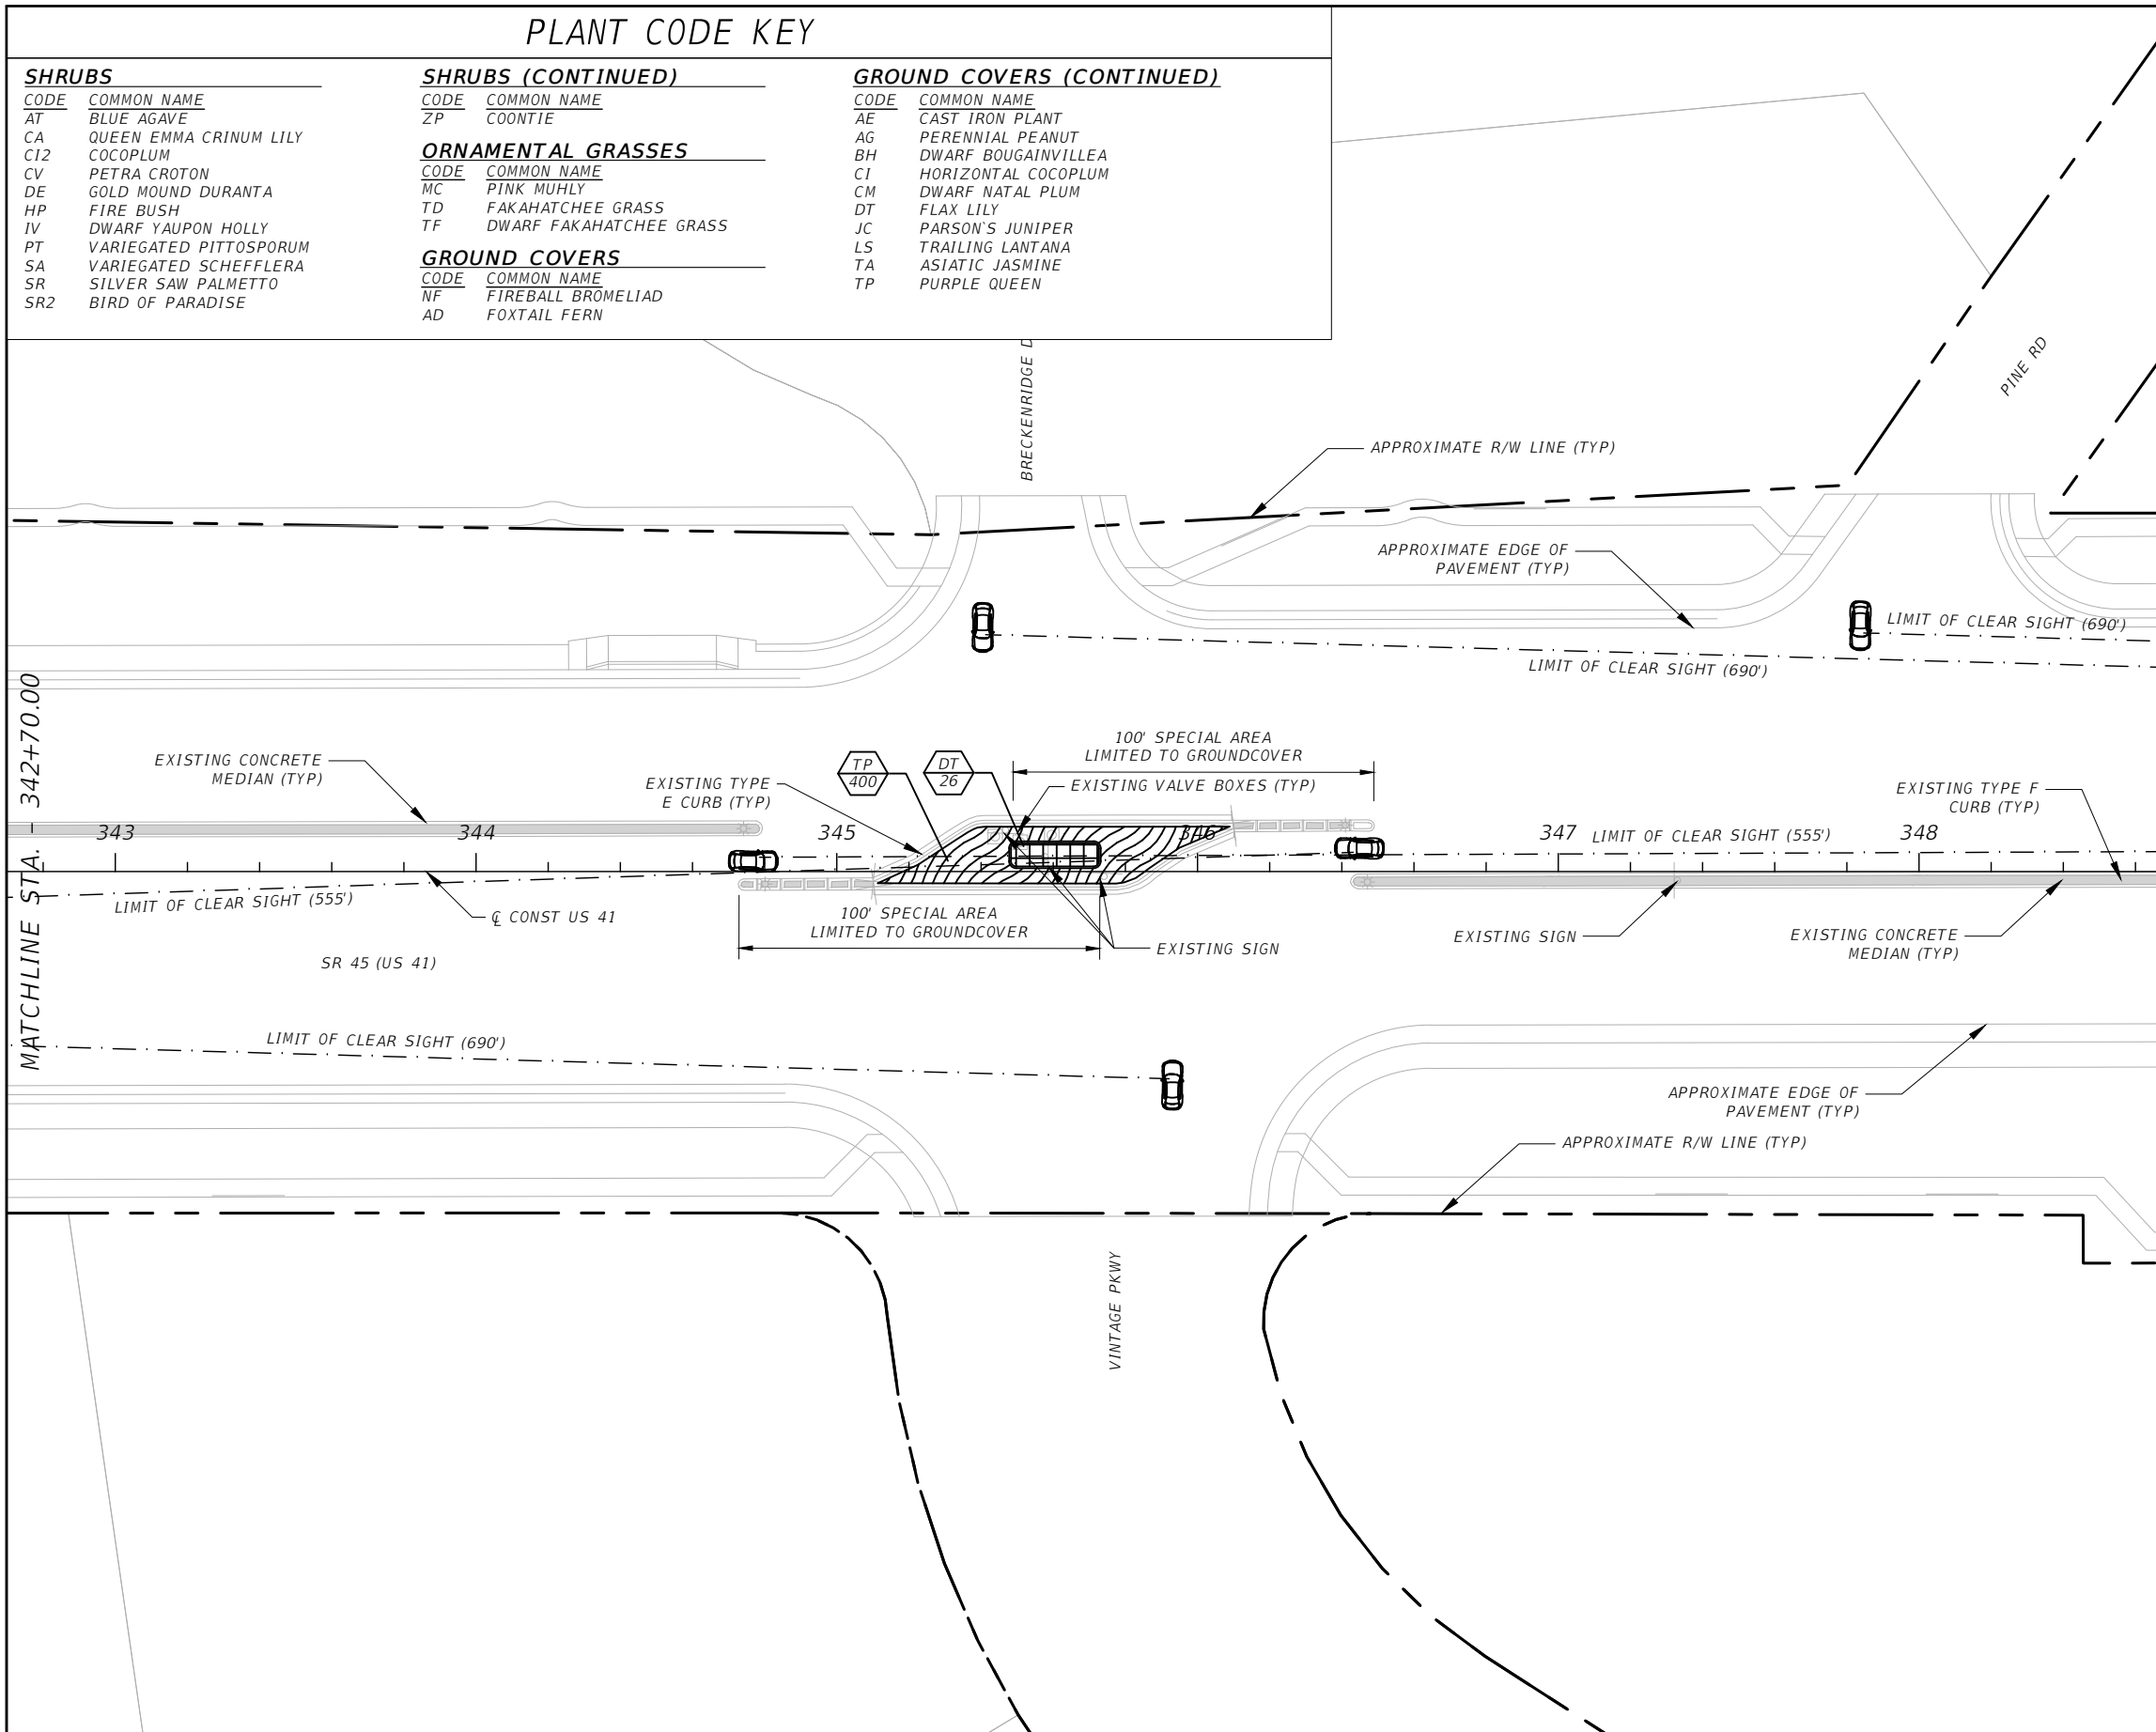 PLANT CODE KEY
SHRUBS
CODE COMMON NAME
AT BLUE AGAVE
CA QUEEN EMMA CRINUM LILY
CI2 COCOPLUM
CV PETRA CROTON
DE GOLD MOUND DURANTA
HP FIRE BUSH
IV DWARF YAUPON HOLLY
PT VARIEGATED PITTOSPORUM
SA VARIEGATED SCHEFFLERA
SR SILVER SAW PALMETTO
SR2 BIRD OF PARADISE
SHRUBS (CONTINUED)
CODE COMMON NAME
ZP COONTIE
ORNAMENTAL GRASSES
CODE COMMON NAME
MC PINK MUHLY
TD FAKAHATCHEE GRASS
TF DWARF FAKAHATCHEE GRASS
GROUND COVERS
CODE COMMON NAME
NF FIREBALL BROMELIAD
AD FOXTAIL FERN
GROUND COVERS (CONTINUED)
CODE COMMON NAME
AE CAST IRON PLANT
AG PERENNIAL PEANUT
BH DWARF BOUGAINVILLEA
CI HORIZONTAL COCOPLUM
CM DWARF NATAL PLUM
DT FLAX LILY
JC PARSON`S JUNIPER
LS TRAILING LANTANA
TA ASIATIC JASMINE
TP PURPLE QUEEN
BRECKENRIDGE D
PINE RD
APPROXIMATE R/W LINE (TYP)
APPROXIMATE EDGE OF
PAVEMENT (TYP)
LIMIT OF CLEAR SIGHT (690')
LIMIT OF CLEAR SIGHT (690')
MATCHLINE STA. 342+70.00
EXISTING CONCRETE
MEDIAN (TYP)
EXISTING TYPE
E CURB (TYP)
TP
400
DT
26
100' SPECIAL AREA
LIMITED TO GROUNDCOVER
EXISTING VALVE BOXES (TYP)
EXISTING TYPE F
CURB (TYP)
343
344
345
346
347
LIMIT OF CLEAR SIGHT (555')
348
LIMIT OF CLEAR SIGHT (555')
℄ CONST US 41
100' SPECIAL AREA
LIMITED TO GROUNDCOVER
EXISTING SIGN
EXISTING SIGN
EXISTING CONCRETE
MEDIAN (TYP)
SR 45 (US 41)
LIMIT OF CLEAR SIGHT (690')
APPROXIMATE EDGE OF
PAVEMENT (TYP)
APPROXIMATE R/W LINE (TYP)
VINTAGE PKWY